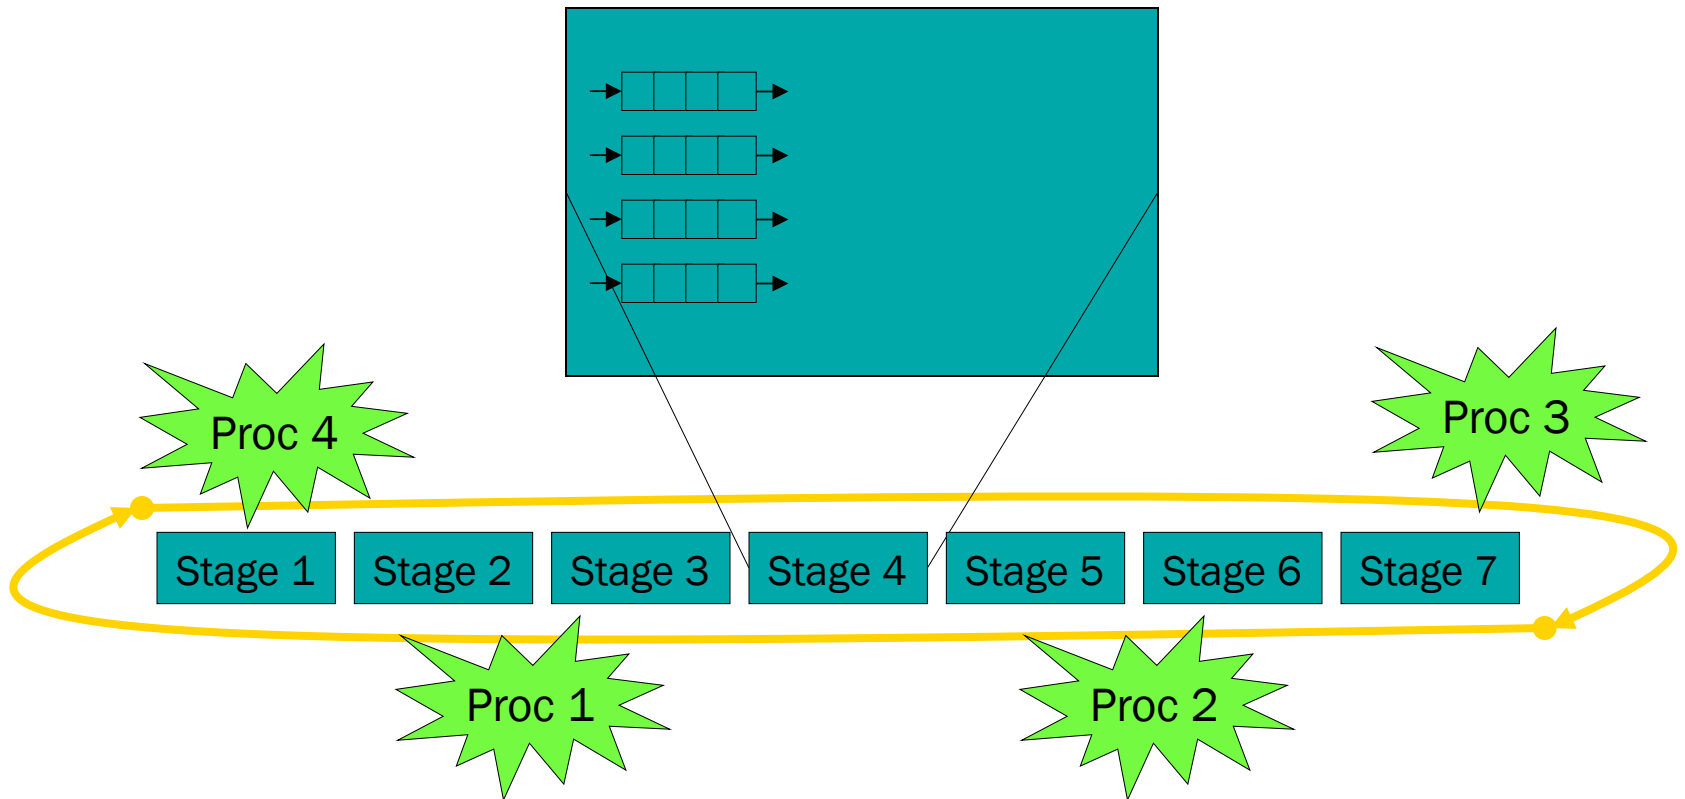 Proc 4
Proc 3
Stage 1
Stage 2
Stage 3
Stage 4
Stage 5
Stage 6
Stage 7
Proc 1
Proc 2